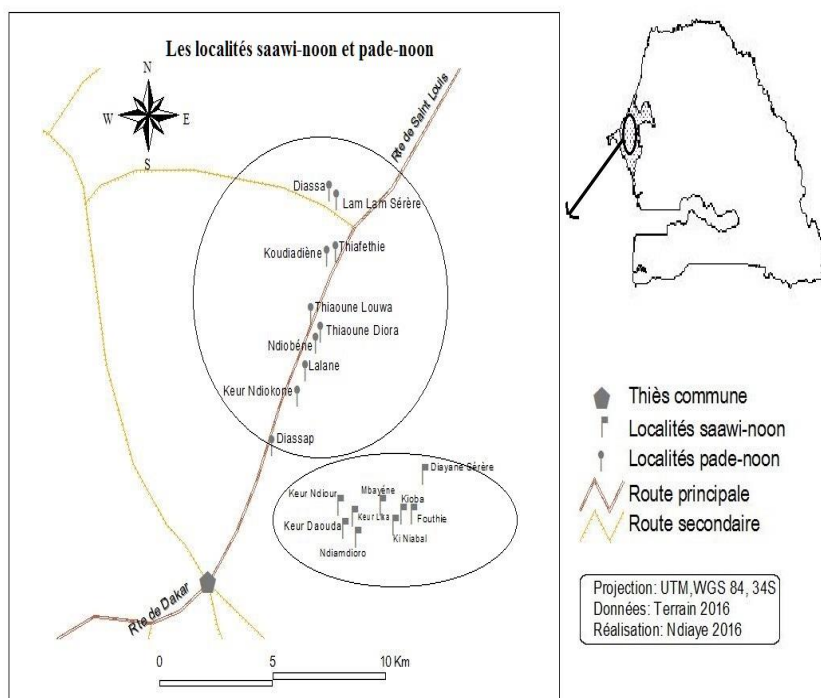 Les localités saawi-noon et pade-noon
N
W
E
S
Rte de Saint Louis
Diassa
Lam Lam Sérère
Thiafethie
Koudiadiène
Thiaoune Louwa
Thiaoune Diora
Ndiobéne
Lalane
Keur Ndiokone
Diassap
Diayane Sérère
Keur Ndiour
Mbayéne
Kioba
Keur Lika
Fouthie
Keur Daouda
Ki Niabal
Ndiamdioro
Rte de Dakar
0 5 10 Km
Thiès commune
Localités saawi-noon
Localités pade-noon
Route principale
Route secondaire
Projection: UTM,WGS 84, 34S
Données: Terrain 2016
Réalisation: Ndiaye 2016